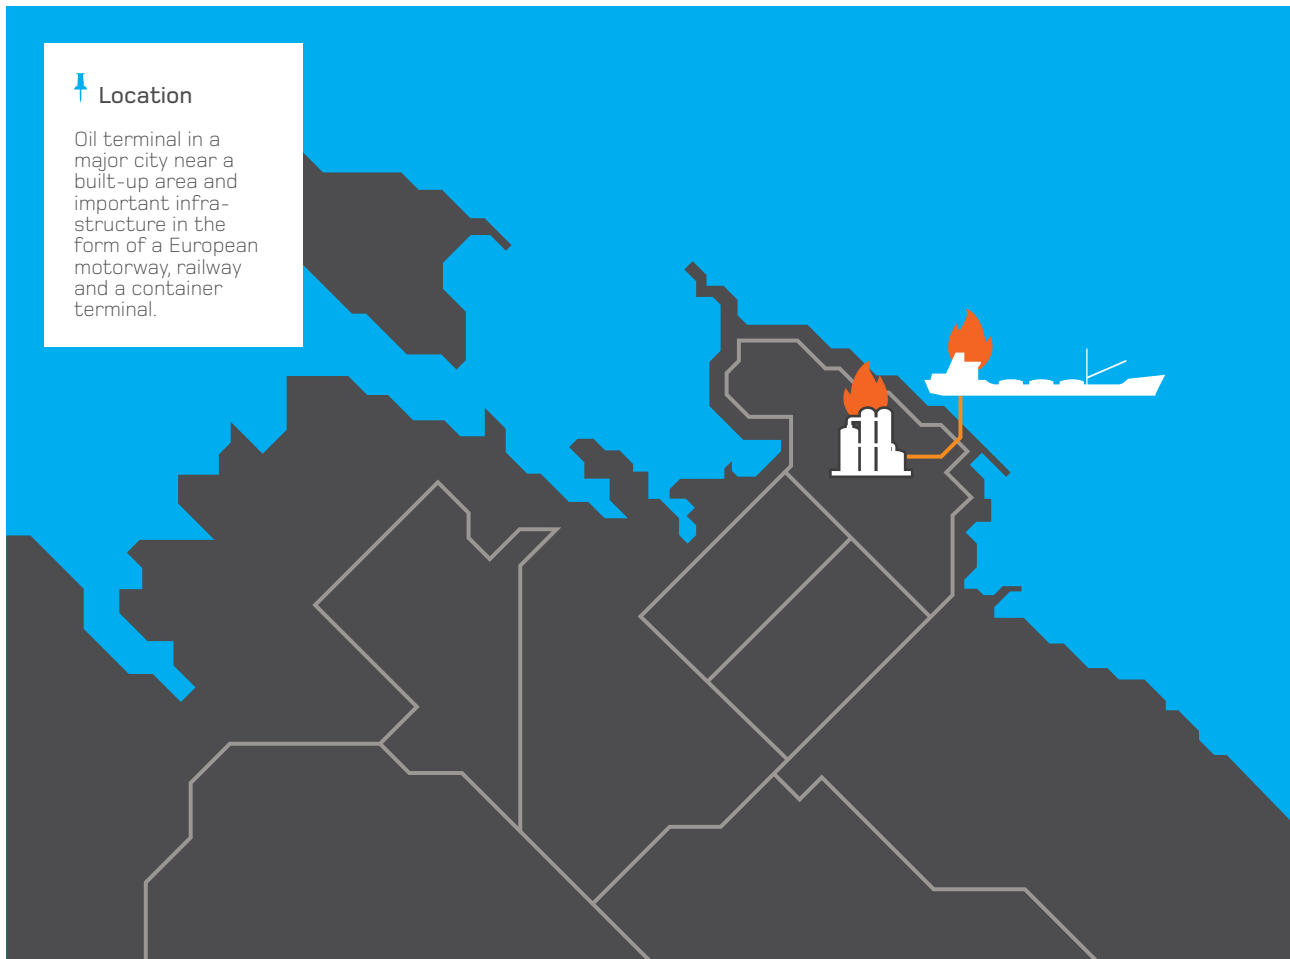 Location
Oil terminal in a
major city near a
built-up area and
important infra-
structure in the
form of a European
motorway, railway
and a container
terminal.